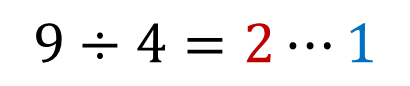 9 ÷ 4 = 2 ⋯ 1